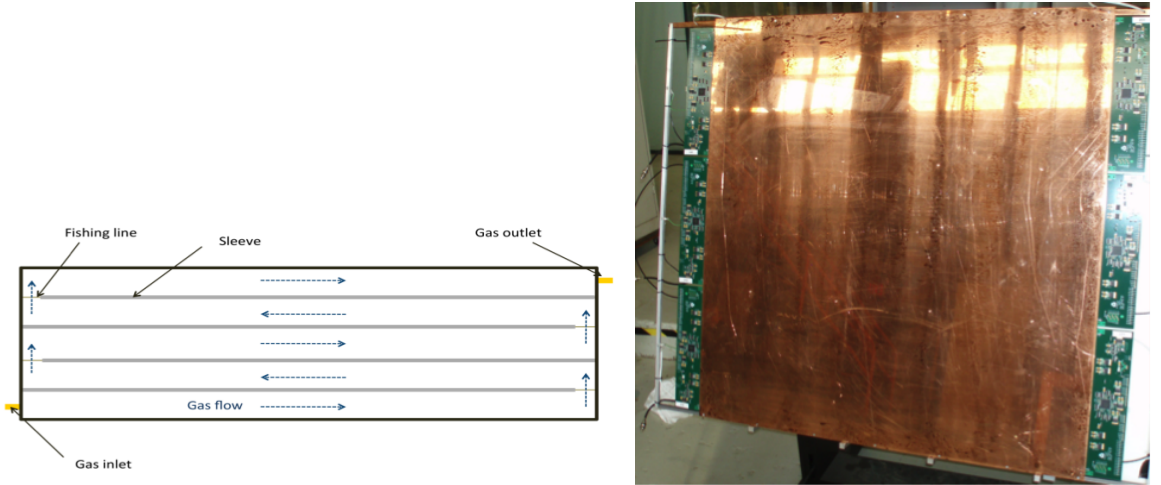 Fishing line
Sleeve
Gas outlet
Gas flow
Gas inlet